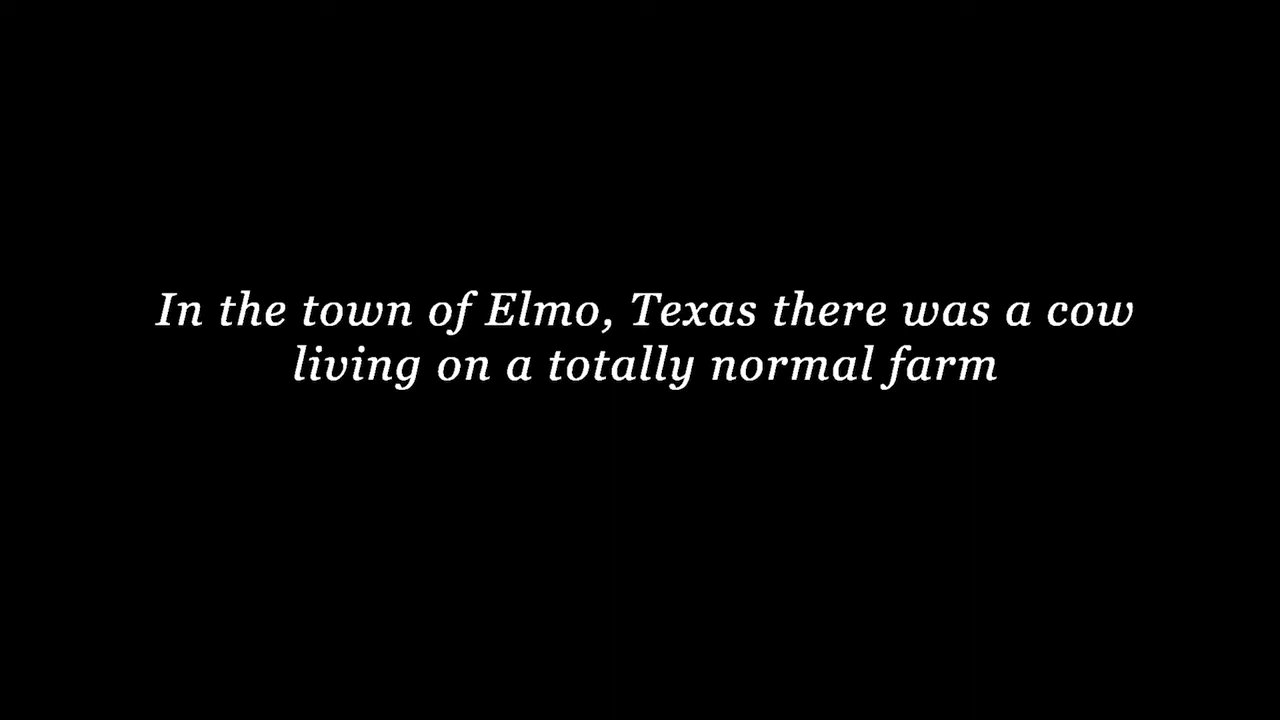 In the town of Elmo, Texas there was a cow
living on a totally normal farm